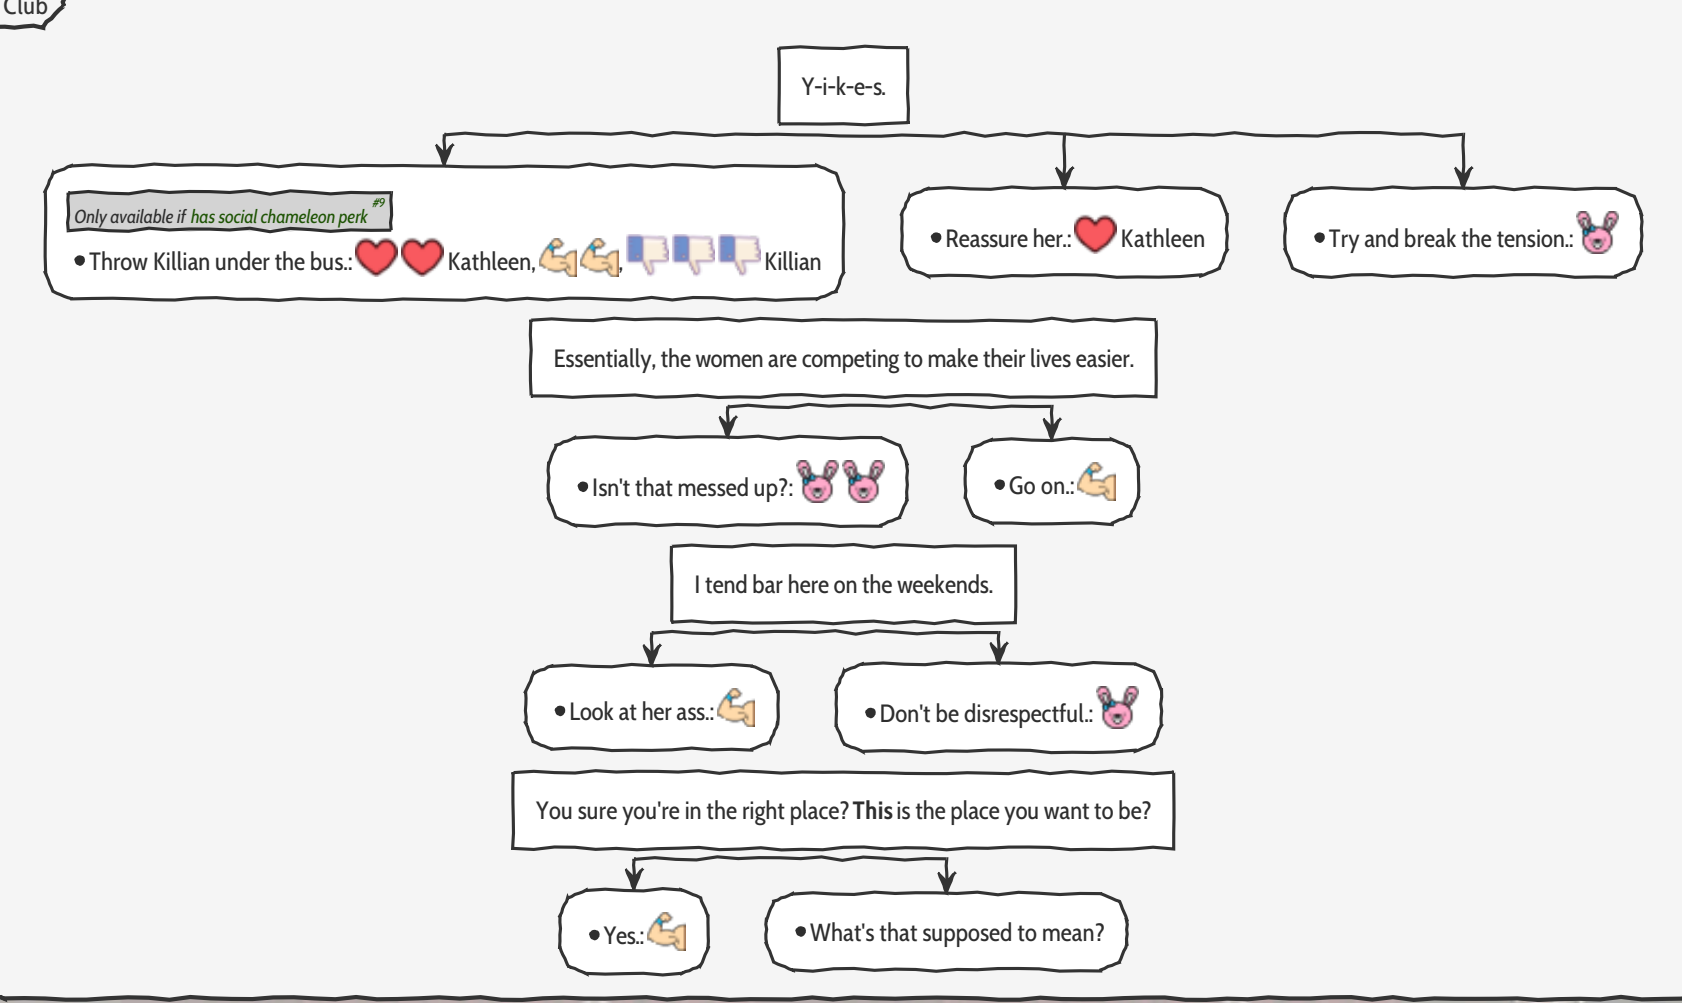 Club
Y-i-k-e-s.
Only available if has social chameleon perk #9
•Throw Killian under the bus.: Kathleen, , Killian
•Reassure her.: Kathleen
•Try and break the tension.:
Essentially, the women are competing to make their lives easier.
•Isn't that messed up?:
•Go on.:
I tend bar here on the weekends.
•Look at her ass.:
•Don't be disrespectful.:
You sure you're in the right place? This is the place you want to be?
•Yes.:
•What's that supposed to mean?